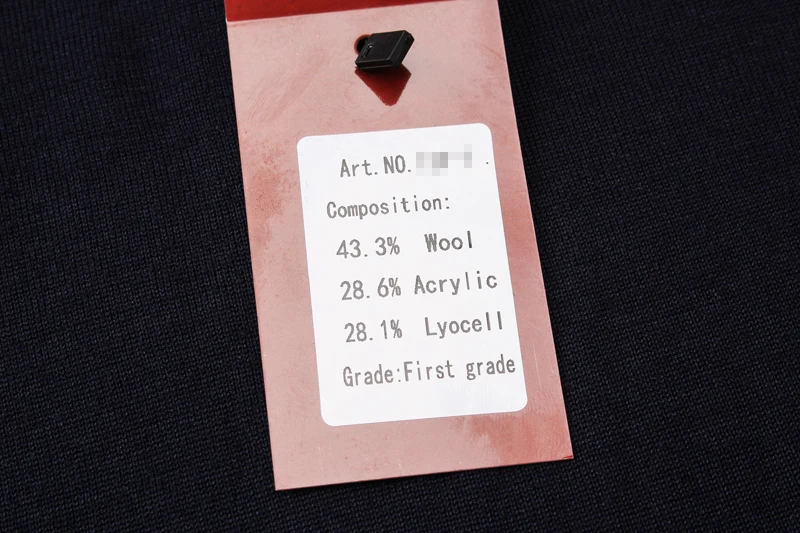 Art.NO.
Composition:
43.3% Wool
28.6% Acrylic
28.1% Lyocell
Grade:First grade